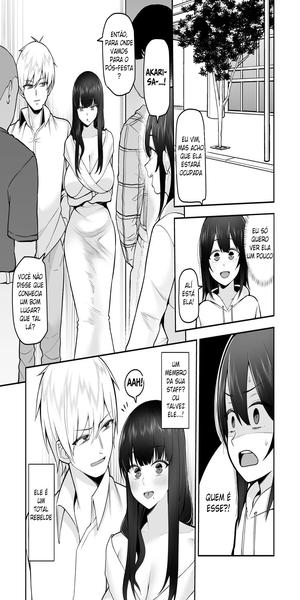 EU VIM,
MAS ACHO
QUE ELA
ESTARÁ
OCUPADA
AKARI-
SA-...!
ENTÃO,
PARA ONDE
VAMOS
PARA O
PÓS-FESTA
?
EU SÓ
QUERO
VER ELA
UM POUCO
ALÍ
ESTÁ
ELA!
VOCÊ NÃO
DISSE QUE
CONHECIA
UM BOM
LUGAR? QUE
TAL
LÁ?
QUEM É
ESSE?!
UM
MEMBRO
DA SUA
STAFF?
OU
TALVEZ
ELE...!
AAH!
ELE É
UM
TOTAL
REBELDE